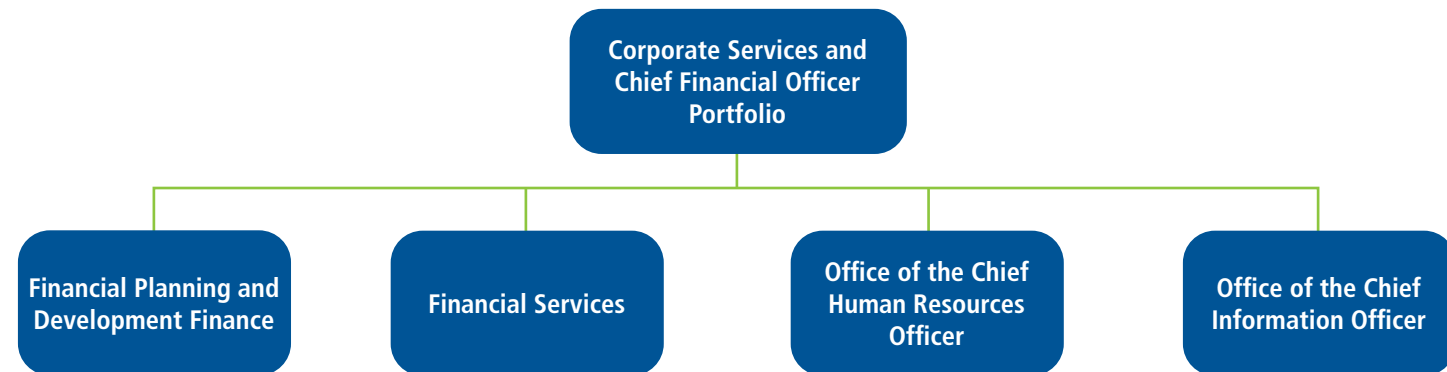 Corporate Services and
Chief Financial Officer
Portfolio
Financial Planning and
Development Finance
Financial Services
Office of the Chief
Human Resources
Officer
Office of the Chief
Information Officer